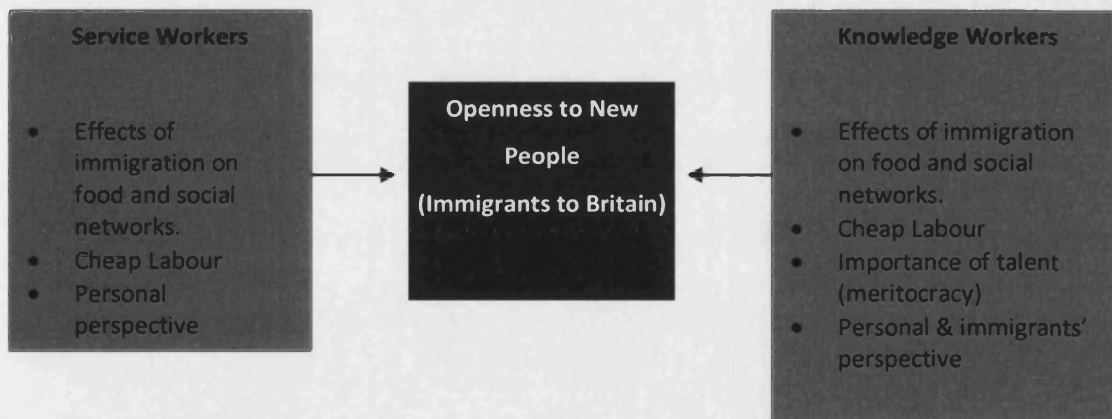 Service Workers
• Effects of
immigration on
food and social
networks.
• Cheap Labour
• Personal
perspective
Openness to New
People
(Immigrants to Britain)
Knowledge Workers
• Effects of immigration
on food and social
networks.
• Cheap Labour
• Importance of talent
(meritocracy)
• Personal & immigrants'
perspective